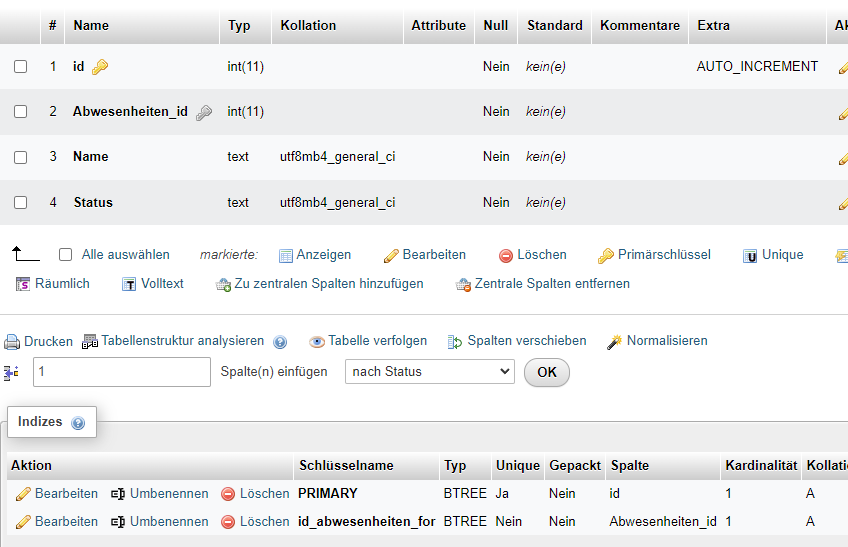 # Name Typ Kollation Attribute Null Standard Kommentare Extra
1 id int(11) Nein kein(e) AUTO_INCREMENT
2 Abwesenheiten_id int(11) Nein kein(e)
3 Name text utf8mb4_general_ci Nein kein(e)
4 Status text utf8mb4_general_ci Nein kein(e)
Alle auswählen markierte: Anzeigen Bearbeiten Löschen Primärschlüssel Unique
Räumlich Volltext Zu zentralen Spalten hinzufügen Zentrale Spalten entfernen
Drucken Tabellenstruktur analysieren Tabelle verfolgen Spalten verschieben Normalisieren
1 Spalte(n) einfügen nach Status OK
Indizes
Aktion Schlüsselname Typ Unique Gepackt Spalte Kardinalität
Bearbeiten Umbenennen Löschen PRIMARY BTREE Ja Nein id 1 A
Bearbeiten Umbenennen Löschen id_abwesenheiten_for BTREE Nein Nein Abwesenheiten_id 1 A